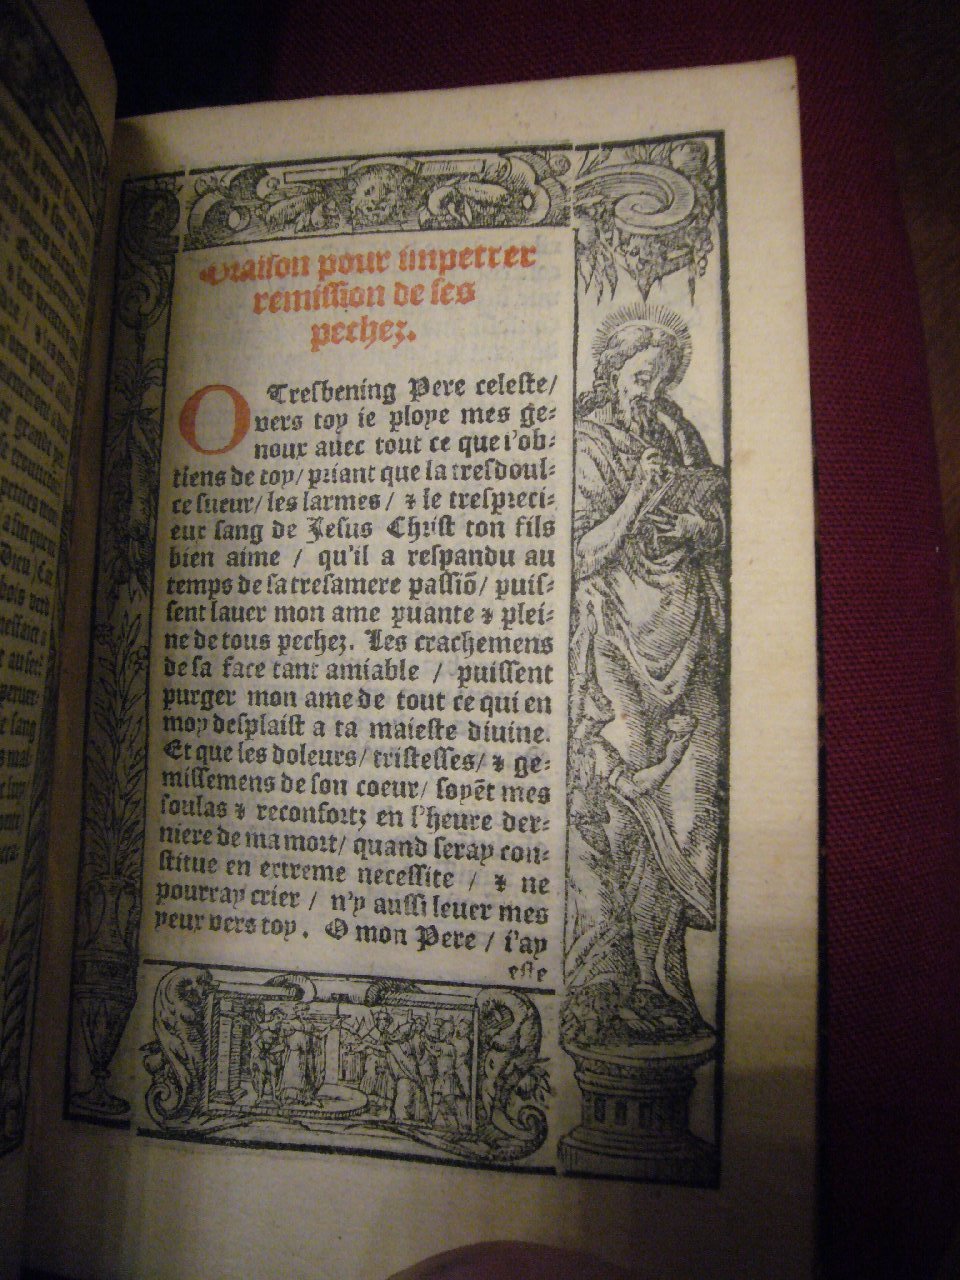 Oraison pour impetrer
remission de ses
pechez.
O Tresbening Pere celeste/
vers toy ie ploye mes ge-
noux avec tout ce que i'ob-
tiens de toy/ priant que la tresdoul-
ce sueur/ les larmes/ & le trespreci-
eux sang de Jesus Christ ton fils
bien aime / qu'il a respandu au
temps de sa tresamere passiõ/ puis-
sent lauer mon ame puante & plei-
ne de tous pechez. Les crachemens
de sa face tant amiable / puissent
purger mon ame de tout ce qui en
moy desplaist a ta maieste diuine.
Et que les doleurs/ tristesses/ & ge-
missemens de son coeur/ soyẽt mes
soulas & reconfortz en l'heure der-
niere de ma mort/ quand seray con-
stitue en extreme necessite / & ne
pourray crier / n'y aussi leuer mes
yeux vers toy. O mon Pere / i'ay
este